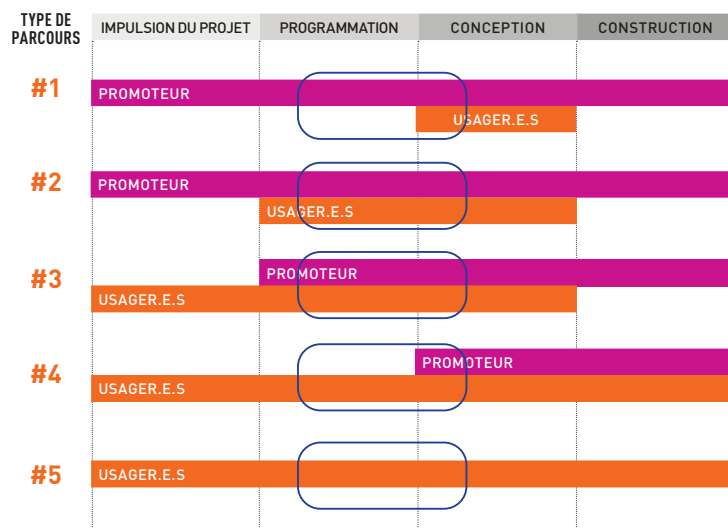 TYPE DE
PARCOURS
IMPULSION DU PROJET
PROGRAMMATION
CONCEPTION
CONSTRUCTION
#1
PROMOTEUR
USAGER.E.S
#2
PROMOTEUR
USAGER.E.S
#3
PROMOTEUR
USAGER.E.S
#4
PROMOTEUR
USAGER.E.S
#5
USAGER.E.S